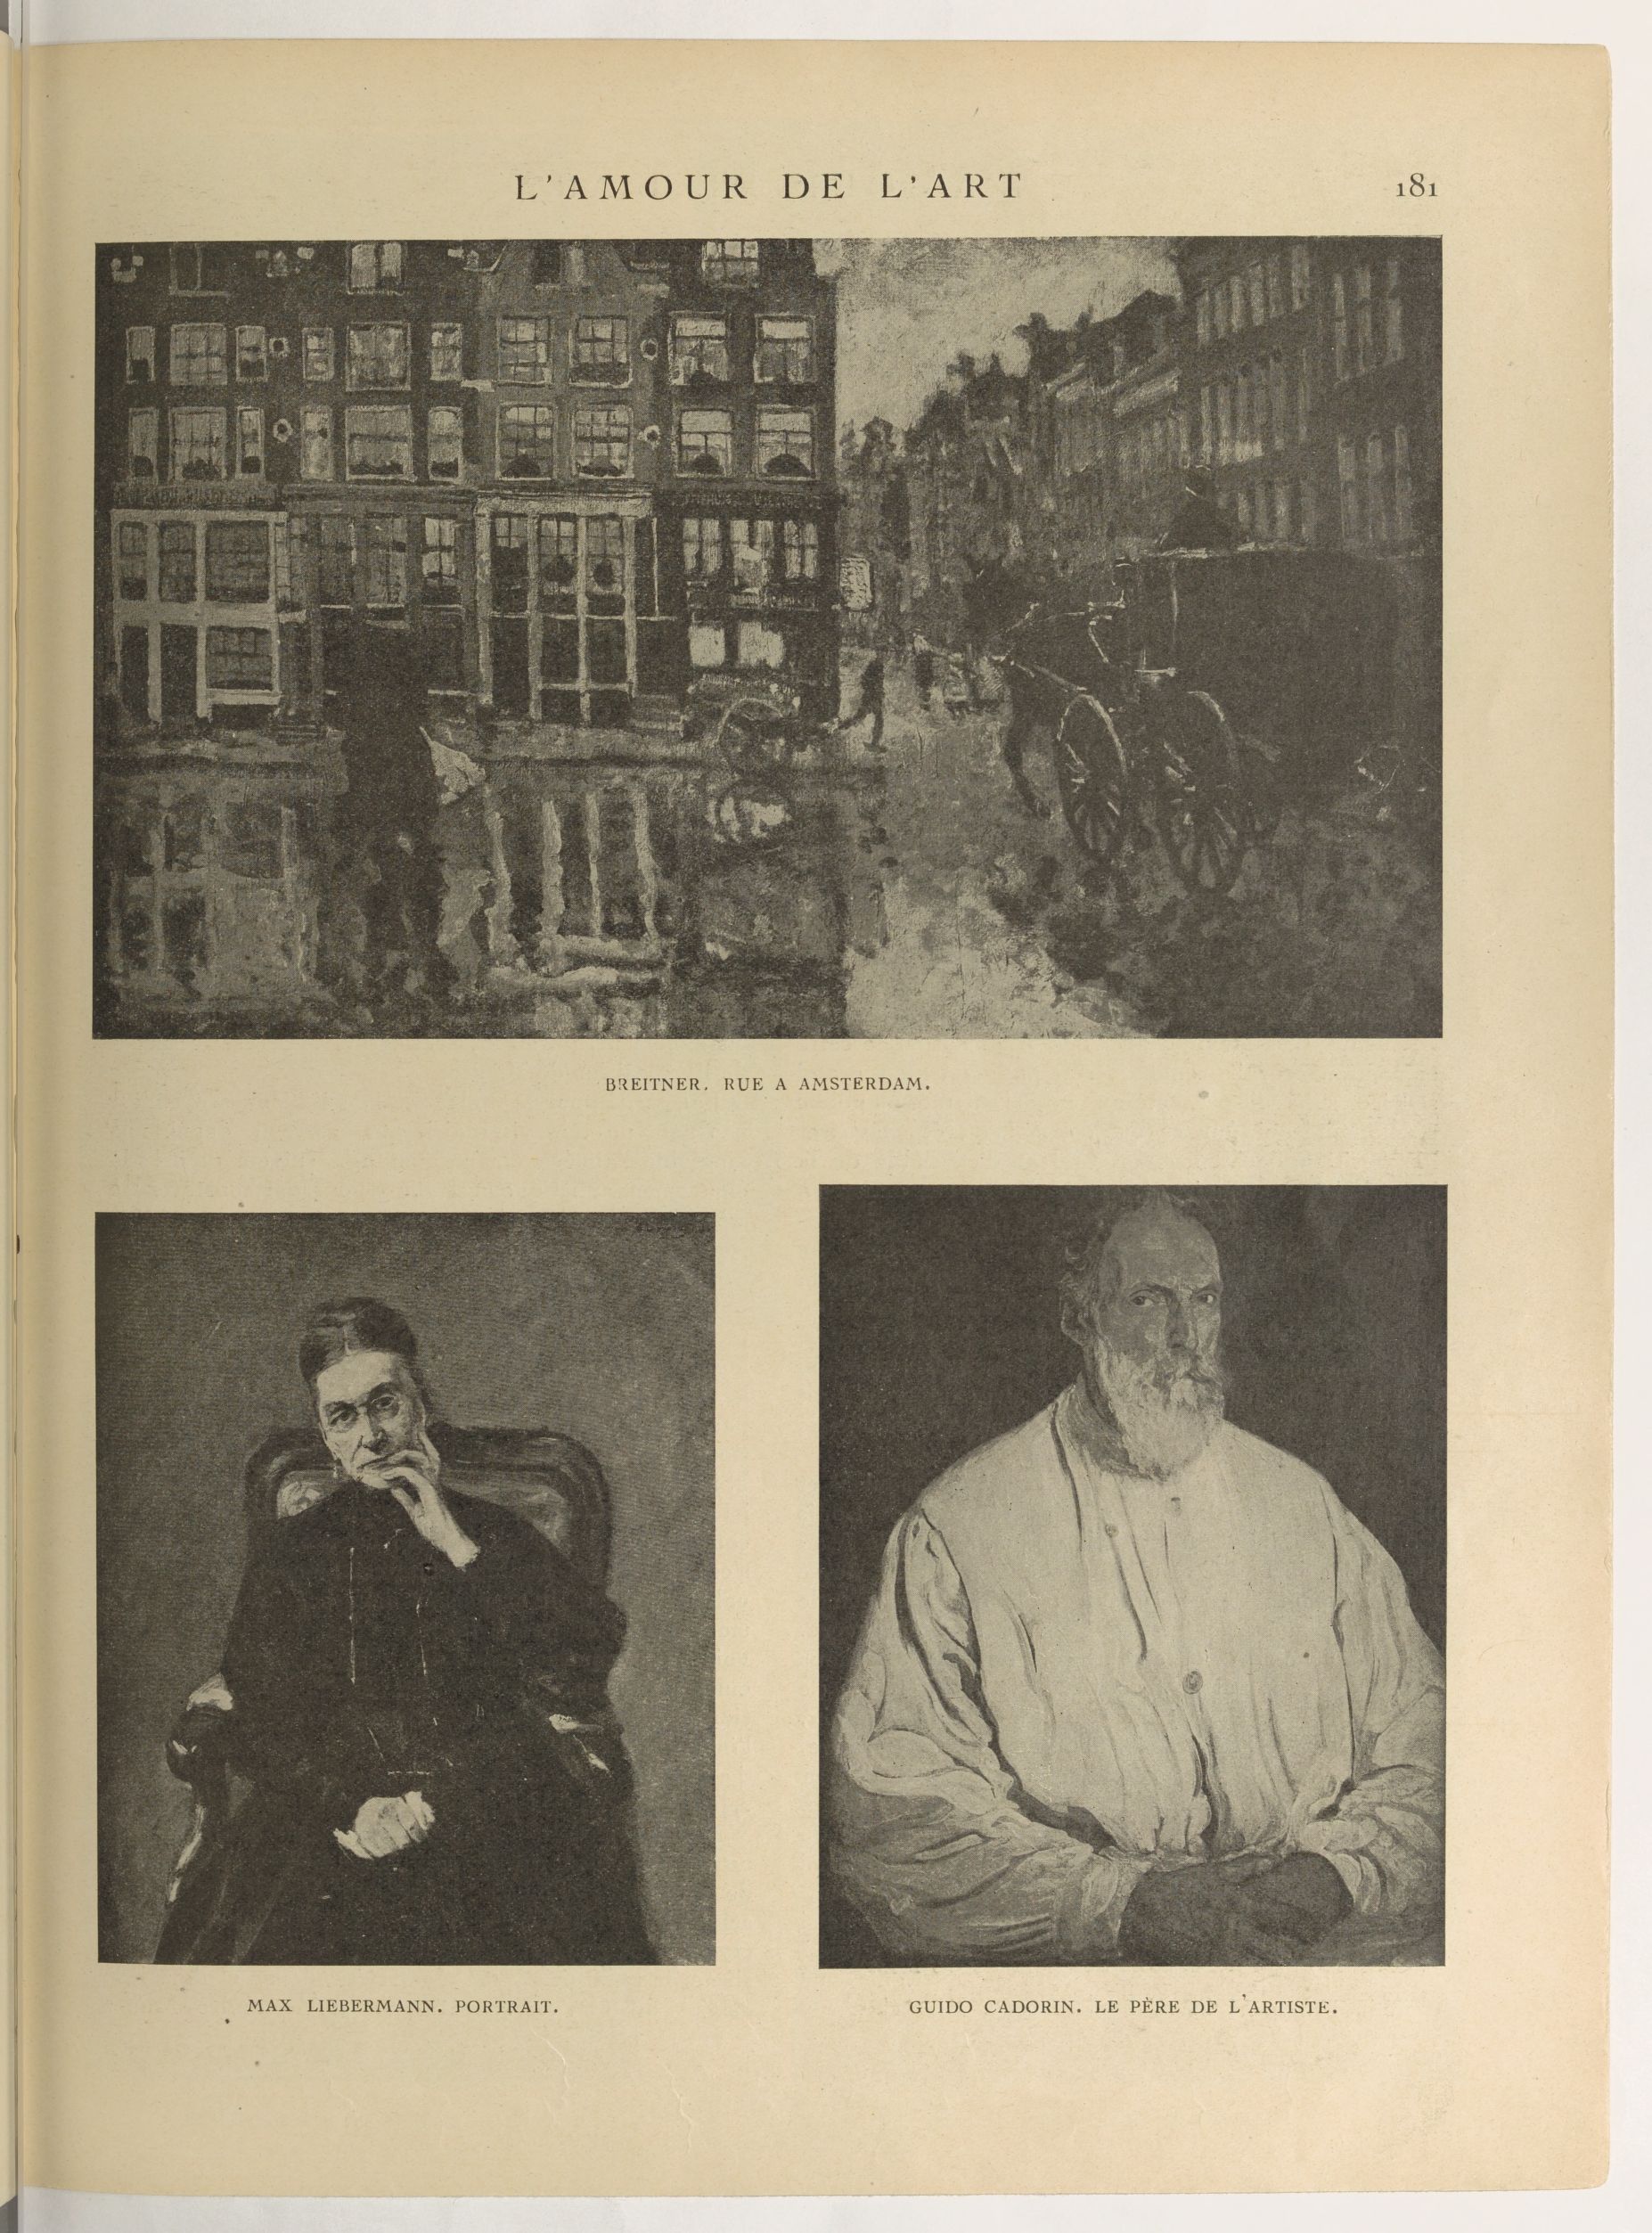 L'AMOUR DE L'ART 181
BREITNER. RUE A AMSTERDAM.
MAX LIEBERMANN. PORTRAIT.
GUIDO CADORIN. LE PÈRE DE L'ARTISTE.